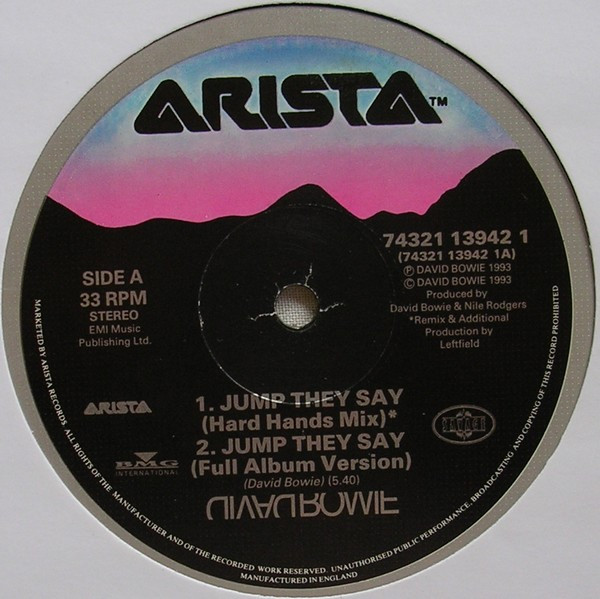 ARISTA™
74321 13942 1
(74321 13942 1A)
Ⓟ DAVID BOWIE 1993
© DAVID BOWIE 1993
Produced by
David Bowie & Nile Rodgers
*Remix & Additional
Production by
Leftfield
SIDE A
33 RPM
STEREO
EMI Music
Publishing Ltd.
ARISTA
BMG
INTERNATIONAL
1. JUMP THEY SAY
(Hard Hands Mix)*
2. JUMP THEY SAY
(Full Album Version)
(David Bowie) (5.40)
DAVID BOWIE
MARKETED BY ARISTA RECORDS. ALL RIGHTS OF THE MANUFACTURER AND OF THE RECORDED WORK RESERVED. UNAUTHORISED PUBLIC PERFORMANCE, BROADCASTING AND COPYING OF THIS RECORD PROHIBITED
MANUFACTURED IN ENGLAND